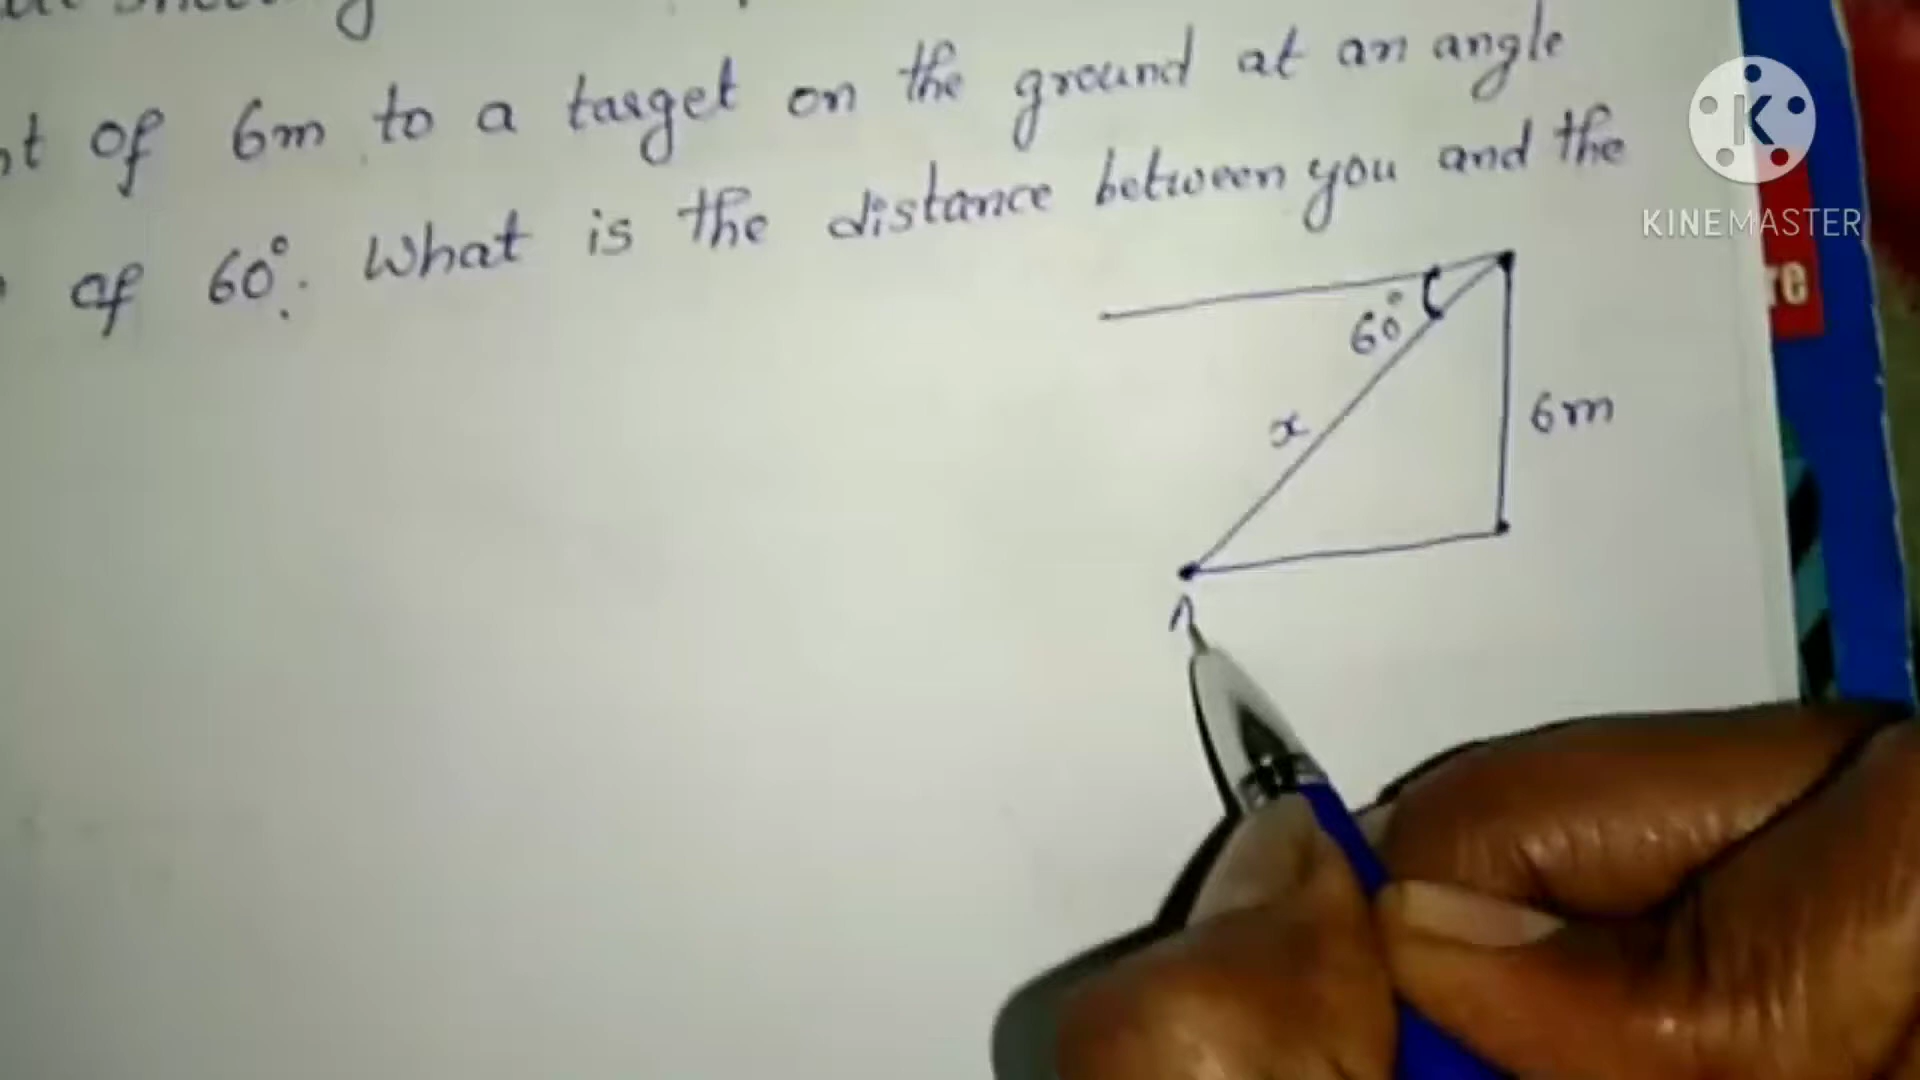 of 6m to a target on the ground at an angle
of 60°. What is the distance between you and the
60°
x
6m
K
KINEMASTER
re